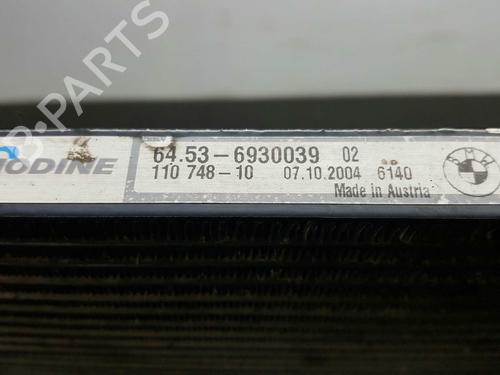 B-PARTS
MODINE
64.53-6930039 02
110 748-10 07.10.2004 6140
Made in Austria
BMW